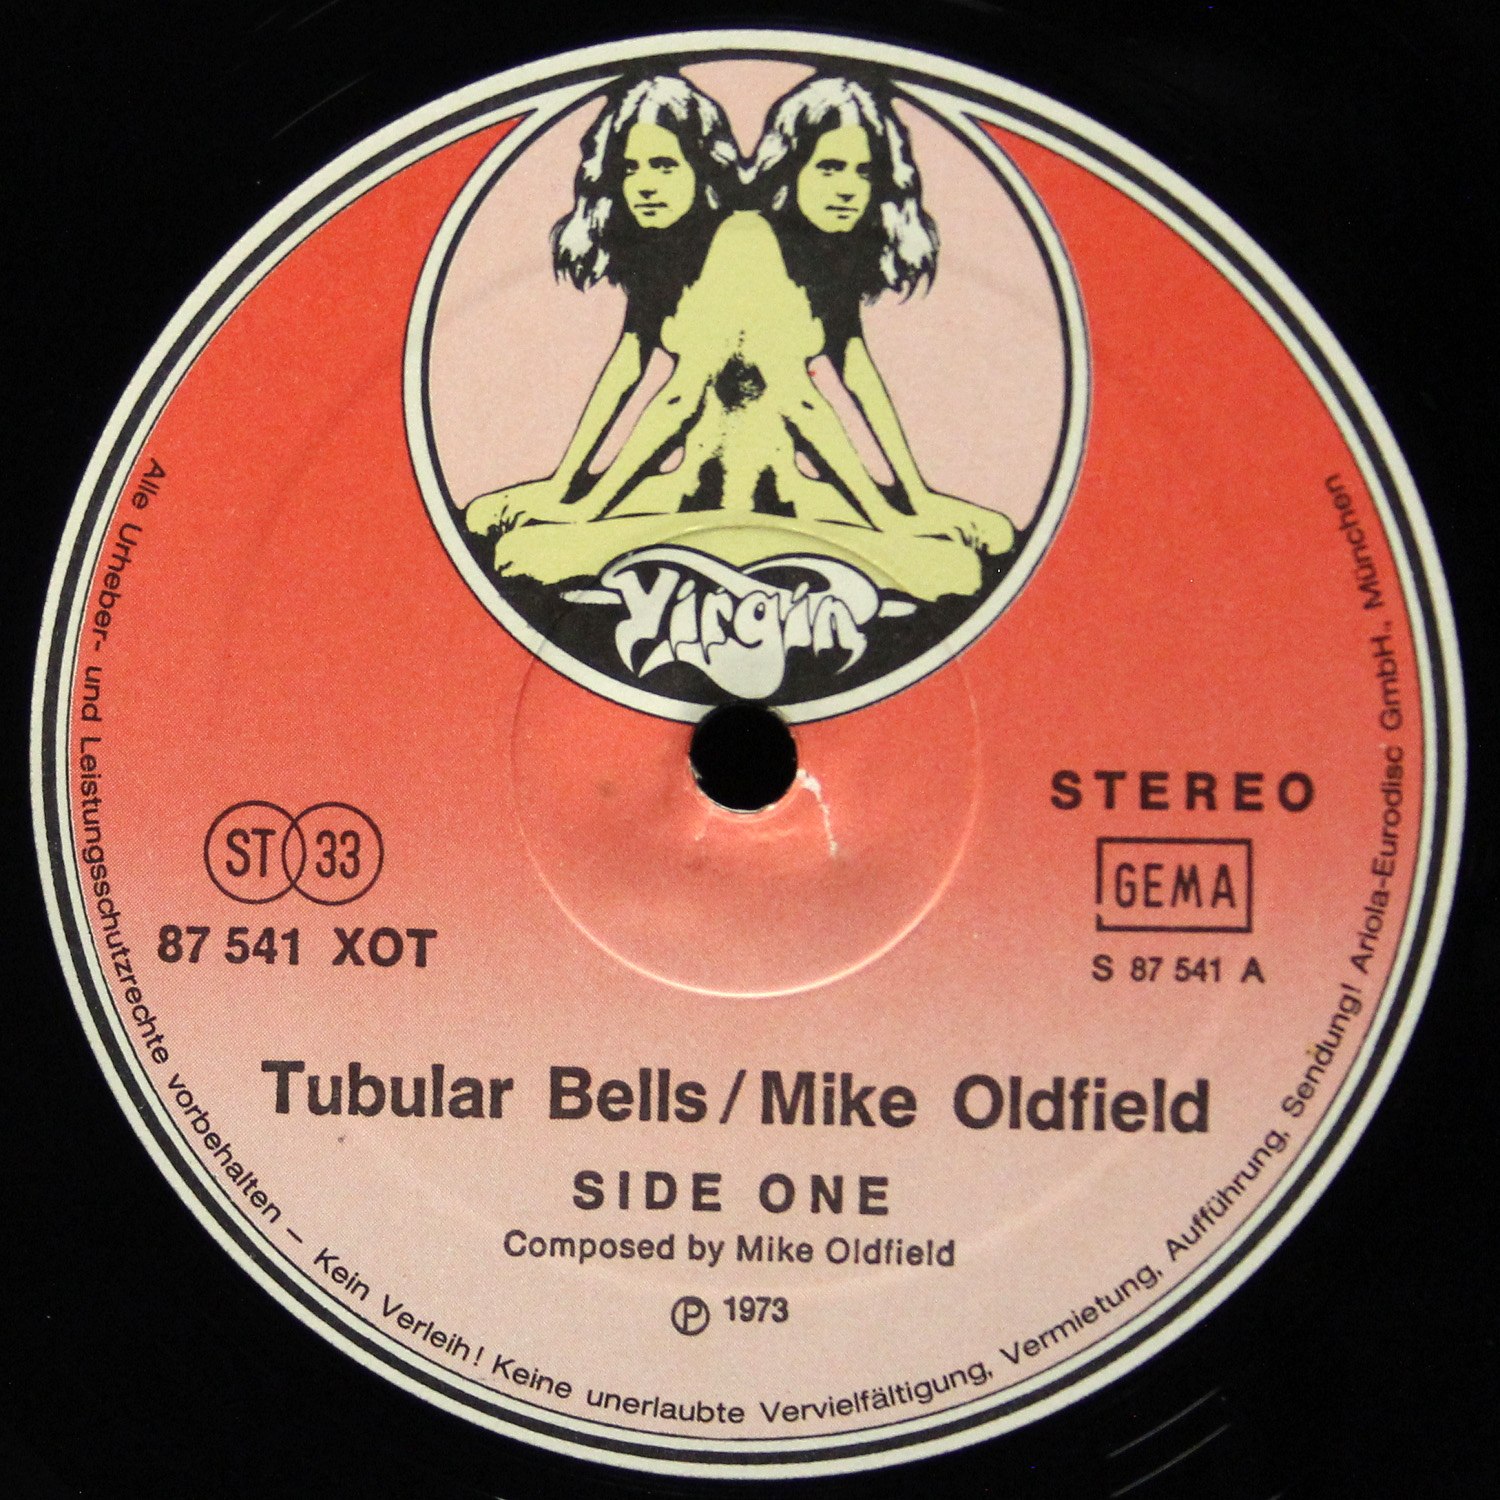 Virgin
STEREO
ST 33
GEMA
87 541 XOT
S 87 541 A
Tubular Bells / Mike Oldfield
SIDE ONE
Composed by Mike Oldfield
Ⓟ 1973
Alle Urheber- und Leistungsschutzrechte vorbehalten – Kein Verleih! Keine unerlaubte Vervielfältigung, Vermietung, Aufführung, Sendung! Ariola-Eurodisc GmbH., München